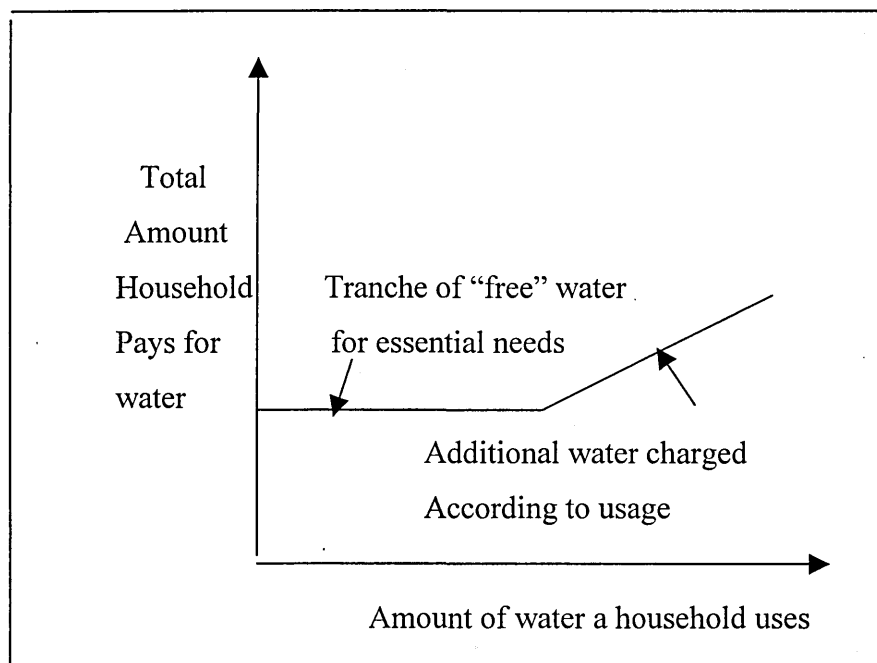 Total
Amount
Household
Pays for
water
Tranche of “free” water
for essential needs
Additional water charged
According to usage
Amount of water a household uses